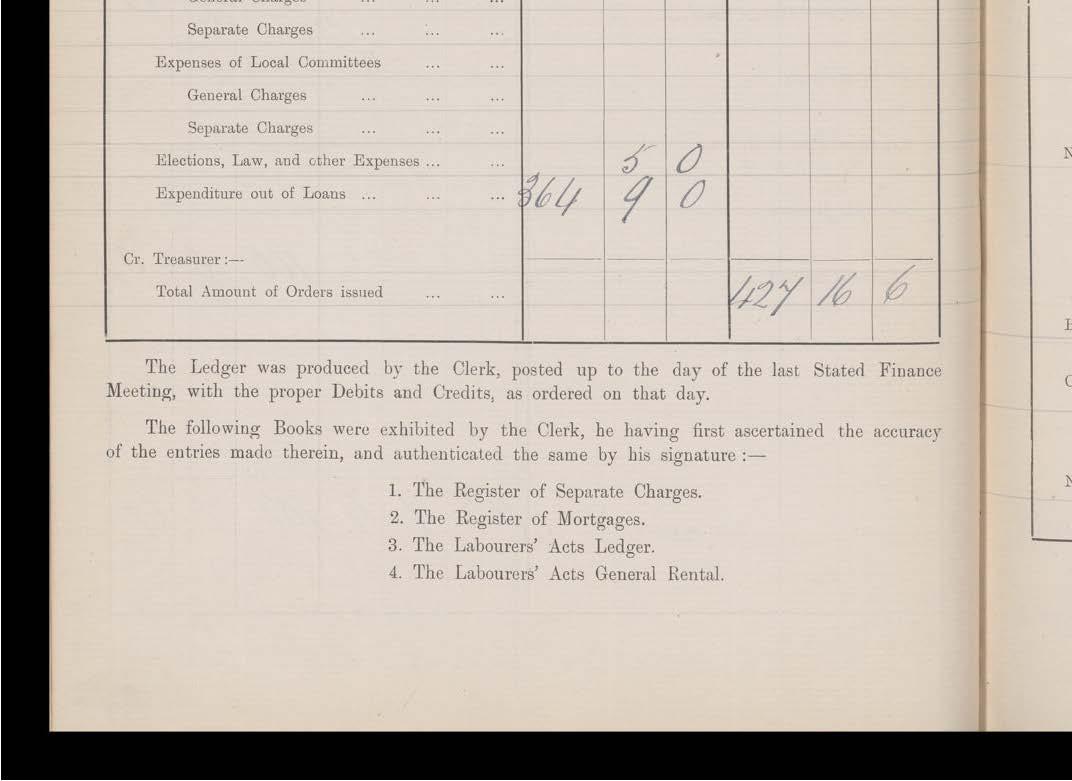 General Charges ... ... ...
Separate Charges ... ... ...
Expenses of Local Committees ... ...
General Charges ... ... ...
Separate Charges ... ... ...
Elections, Law, and other Expenses ... ... 5 0
Expenditure out of Loans ... ... ... 364 9 0
Cr. Treasurer :—
Total Amount of Orders issued ... ... 427 16 6
The Ledger was produced by the Clerk, posted up to the day of the last Stated Finance
Meeting, with the proper Debits and Credits, as ordered on that day.
The following Books were exhibited by the Clerk, he having first ascertained the accuracy
of the entries made therein, and authenticated the same by his signature :—
1. The Register of Separate Charges.
2. The Register of Mortgages.
3. The Labourers' Acts Ledger.
4. The Labourers' Acts General Rental.